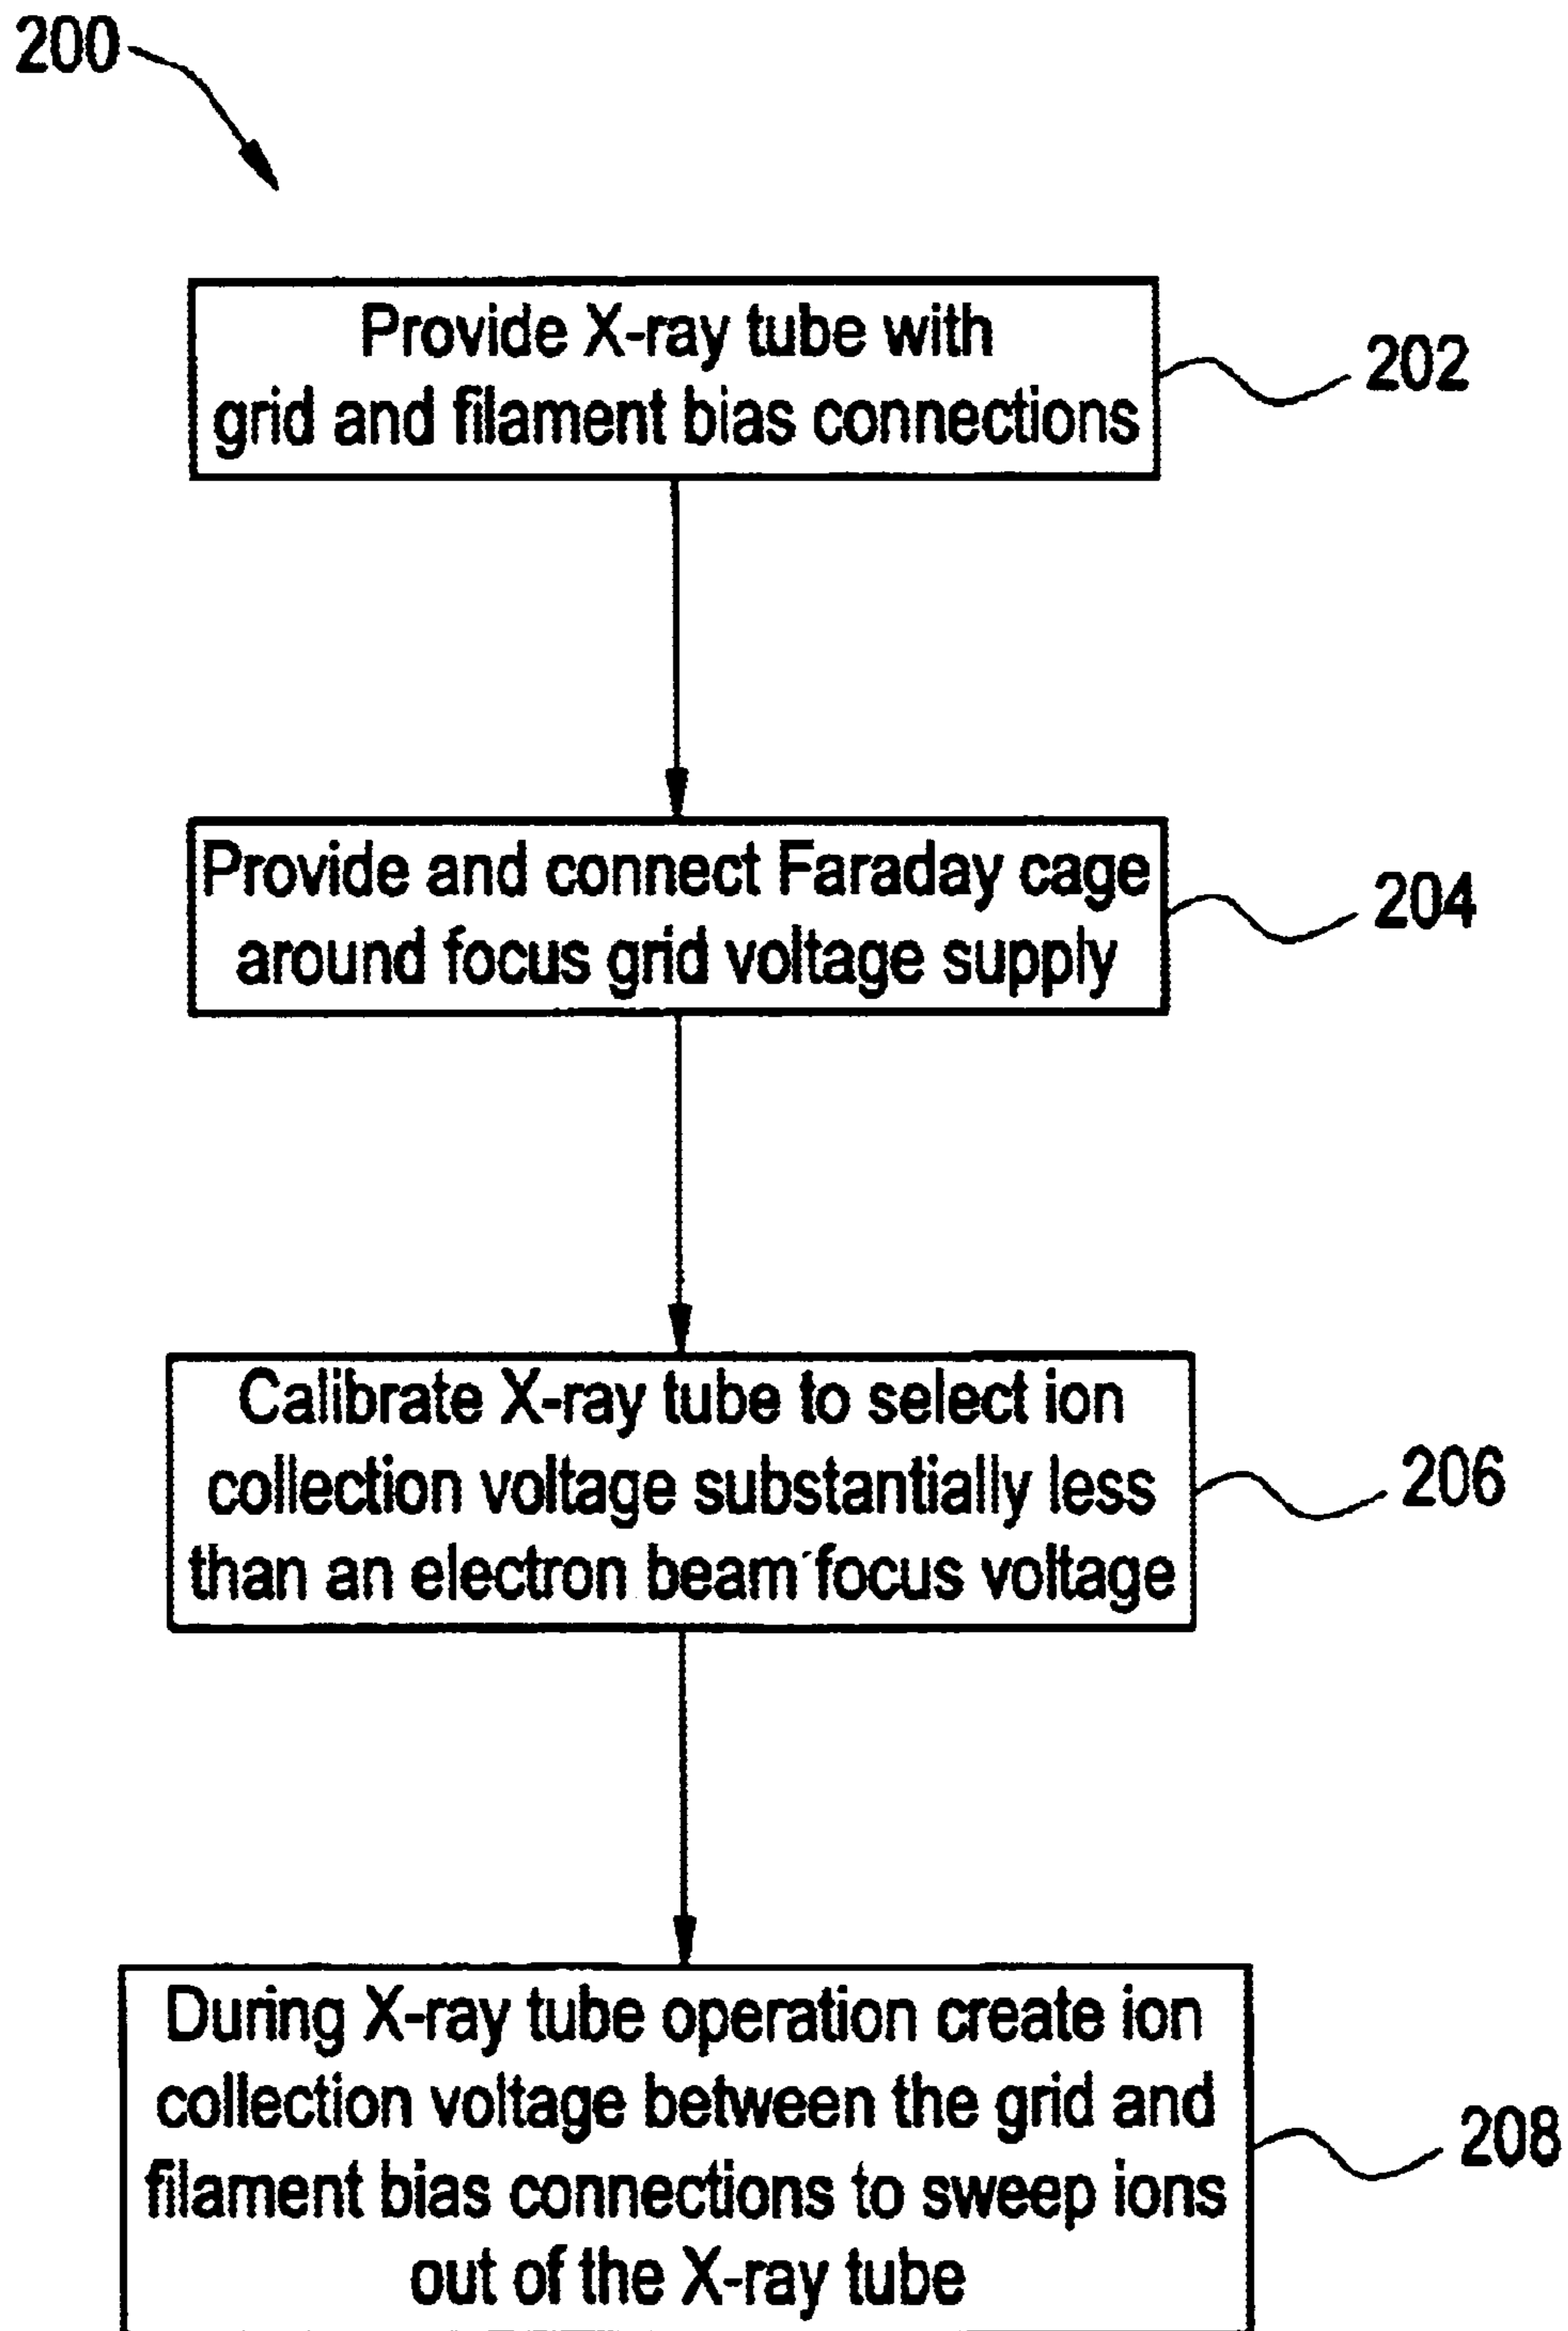 200
Provide X-ray tube with
grid and filament bias connections
202
Provide and connect Faraday cage
around focus grid voltage supply
204
Calibrate X-ray tube to select ion
collection voltage substantially less
than an electron beam focus voltage
206
During X-ray tube operation create ion
collection voltage between the grid and
filament bias connections to sweep ions
out of the X-ray tube
208